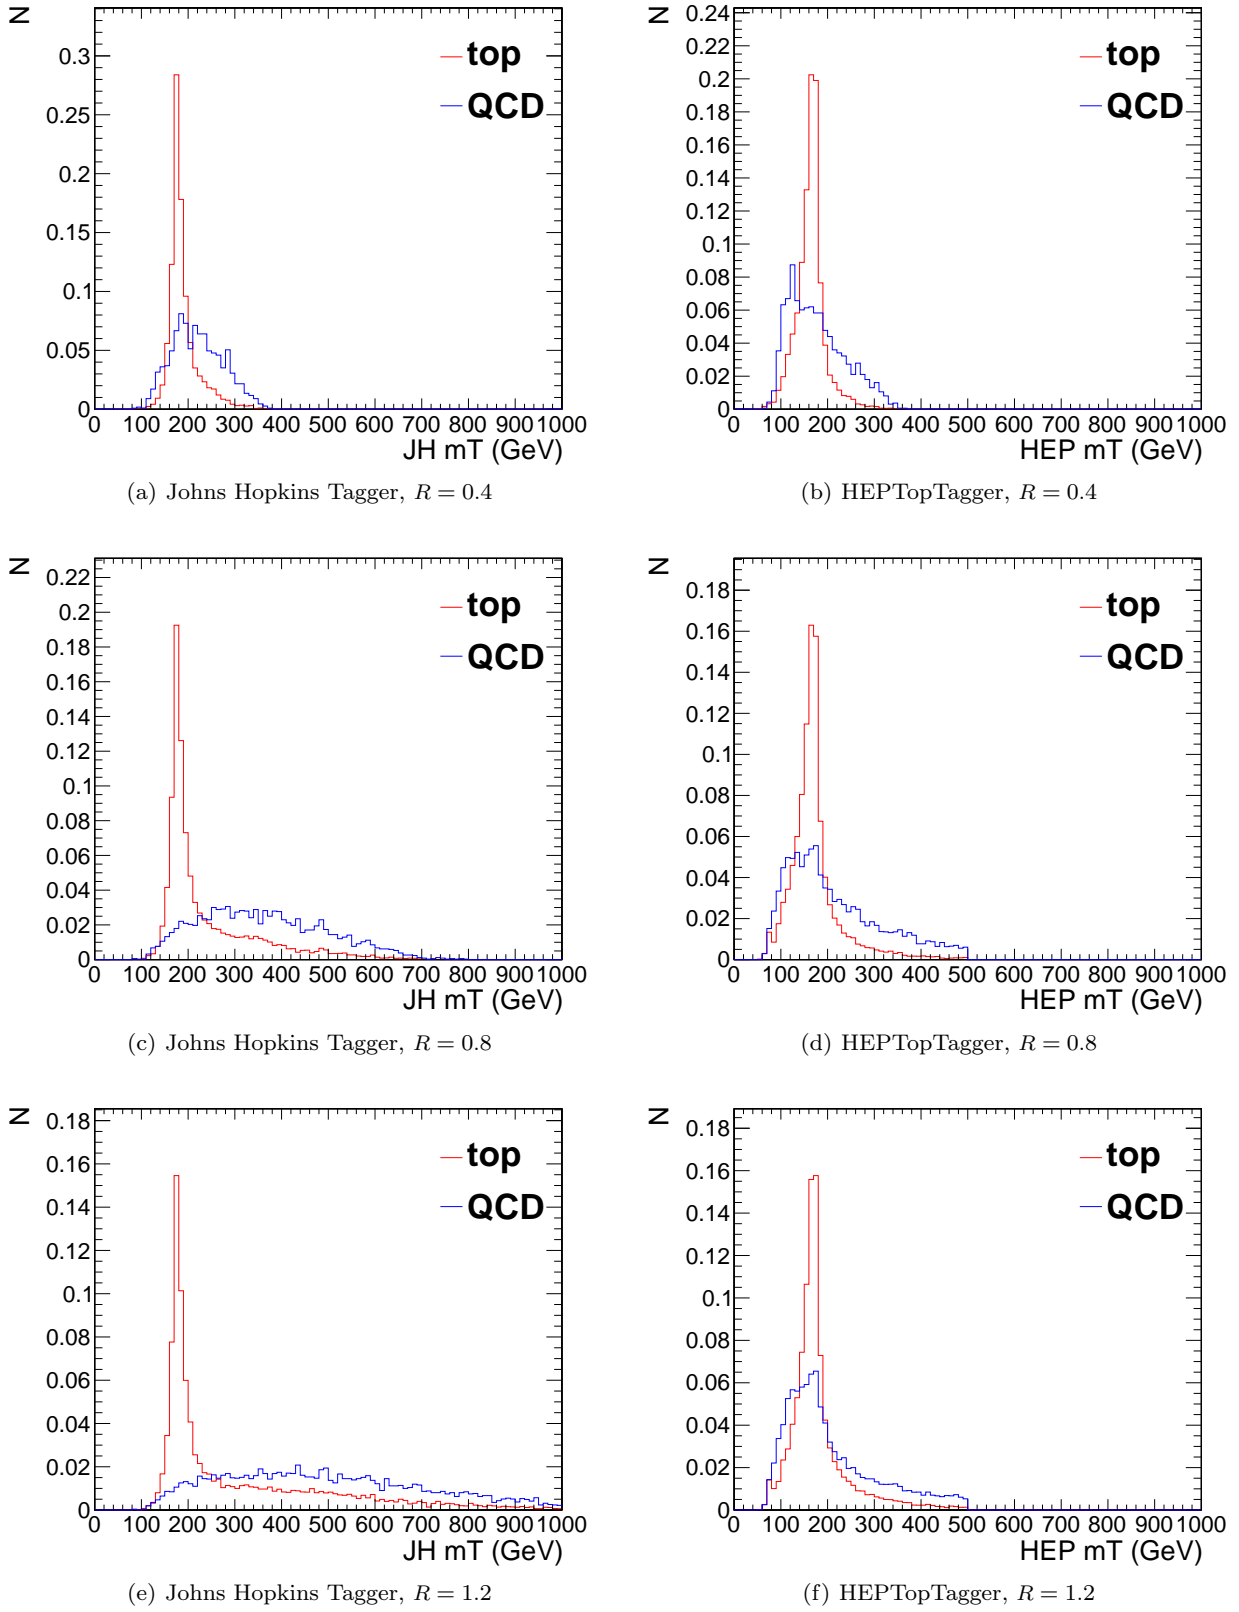 N
0.3
0.25
0.2
0.15
0.1
0.05
0
top
QCD
0 100 200 300 400 500 600 700 800 900 1000
JH mT (GeV)
(a) Johns Hopkins Tagger, R = 0.4
N
0.24
0.22
0.2
0.18
0.16
0.14
0.12
0.1
0.08
0.06
0.04
0.02
0
top
QCD
0 100 200 300 400 500 600 700 800 900 1000
HEP mT (GeV)
(b) HEPTopTagger, R = 0.4
N
0.22
0.2
0.18
0.16
0.14
0.12
0.1
0.08
0.06
0.04
0.02
0
top
QCD
0 100 200 300 400 500 600 700 800 900 1000
JH mT (GeV)
(c) Johns Hopkins Tagger, R = 0.8
N
0.18
0.16
0.14
0.12
0.1
0.08
0.06
0.04
0.02
0
top
QCD
0 100 200 300 400 500 600 700 800 900 1000
HEP mT (GeV)
(d) HEPTopTagger, R = 0.8
N
0.18
0.16
0.14
0.12
0.1
0.08
0.06
0.04
0.02
0
top
QCD
0 100 200 300 400 500 600 700 800 900 1000
JH mT (GeV)
(e) Johns Hopkins Tagger, R = 1.2
N
0.18
0.16
0.14
0.12
0.1
0.08
0.06
0.04
0.02
0
top
QCD
0 100 200 300 400 500 600 700 800 900 1000
HEP mT (GeV)
(f) HEPTopTagger, R = 1.2